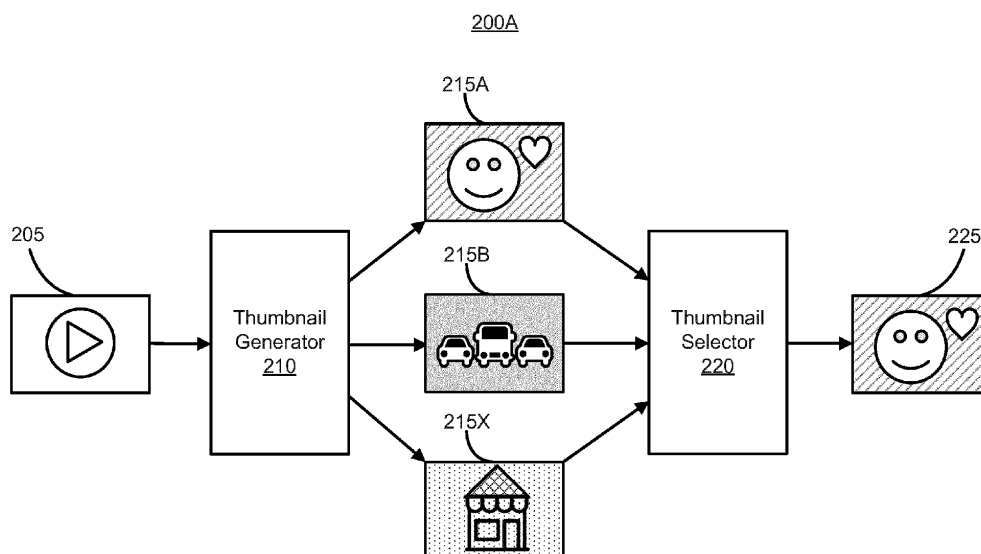 200A
215A
205
215B
225
Thumbnail
Generator
210
Thumbnail
Selector
220
215X